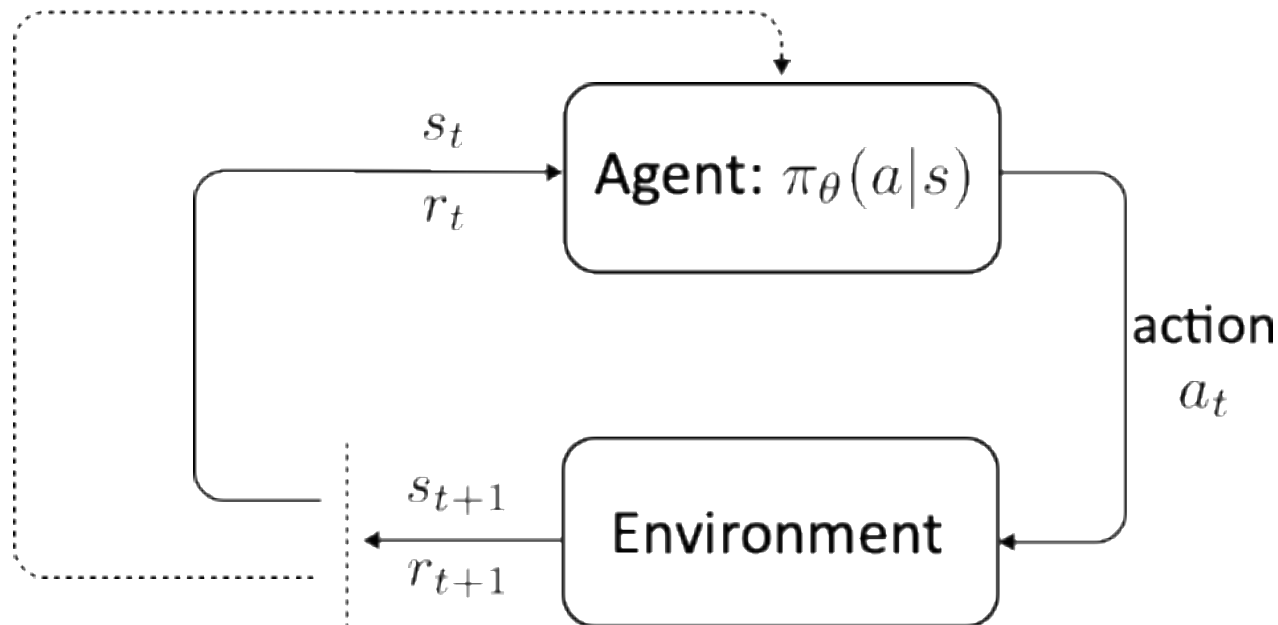 s_t
r_t
Agent: π_θ(a|s)
action
a_t
s_{t+1}
r_{t+1}
Environment